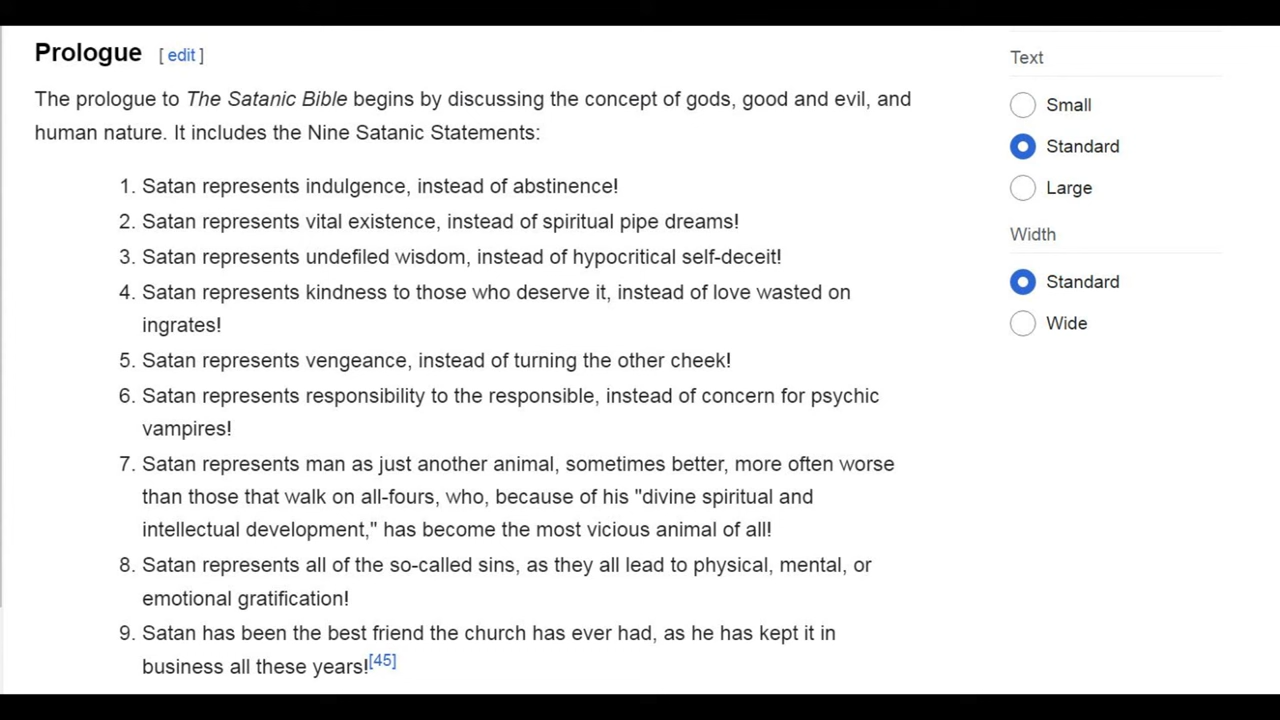 Prologue [ edit ]
The prologue to The Satanic Bible begins by discussing the concept of gods, good and evil, and
human nature. It includes the Nine Satanic Statements:
1. Satan represents indulgence, instead of abstinence!
2. Satan represents vital existence, instead of spiritual pipe dreams!
3. Satan represents undefiled wisdom, instead of hypocritical self-deceit!
4. Satan represents kindness to those who deserve it, instead of love wasted on
ingrates!
5. Satan represents vengeance, instead of turning the other cheek!
6. Satan represents responsibility to the responsible, instead of concern for psychic
vampires!
7. Satan represents man as just another animal, sometimes better, more often worse
than those that walk on all-fours, who, because of his "divine spiritual and
intellectual development," has become the most vicious animal of all!
8. Satan represents all of the so-called sins, as they all lead to physical, mental, or
emotional gratification!
9. Satan has been the best friend the church has ever had, as he has kept it in
business all these years![45]
Text
Small
Standard
Large
Width
Standard
Wide